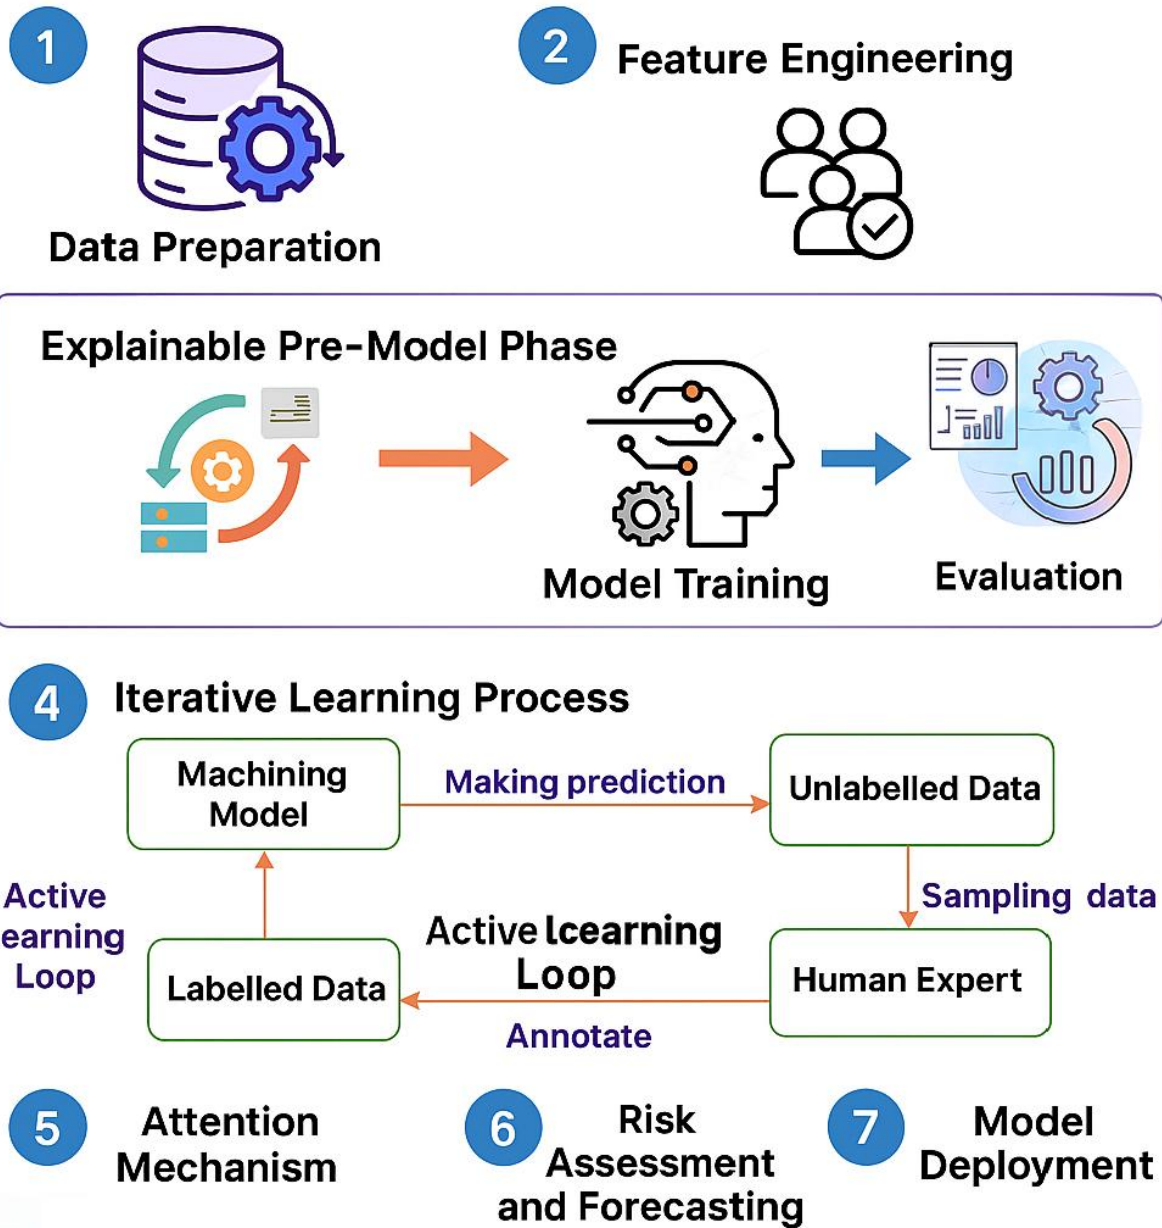 1
Data Preparation
2
Feature Engineering
Explainable Pre-Model Phase
Model Training
Evaluation
4
Iterative Learning Process
Machining
Model
Making prediction
Unlabelled Data
Sampling data
Human Expert
Annotate
Active lcearning
Loop
Labelled Data
Active
earning
Loop
5
Attention
Mechanism
6
Risk
Assessment
and Forecasting
7
Model
Deployment